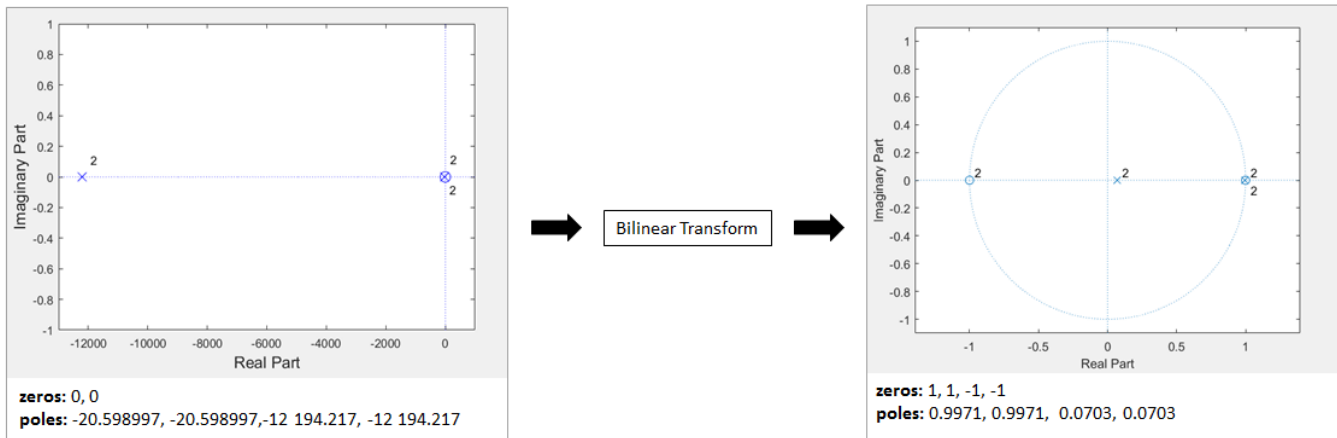 1
0.8
0.6
0.4
0.2
0
-0.2
-0.4
-0.6
-0.8
-1
Imaginary Part
2
2
2
-12000 -10000 -8000 -6000 -4000 -2000 0
Real Part
zeros: 0, 0
poles: -20.598997, -20.598997,-12 194.217, -12 194.217
Bilinear Transform
1
0.8
0.6
0.4
0.2
0
-0.2
-0.4
-0.6
-0.8
-1
Imaginary Part
2
2
2
2
-1 -0.5 0 0.5 1
Real Part
zeros: 1, 1, -1, -1
poles: 0.9971, 0.9971, 0.0703, 0.0703